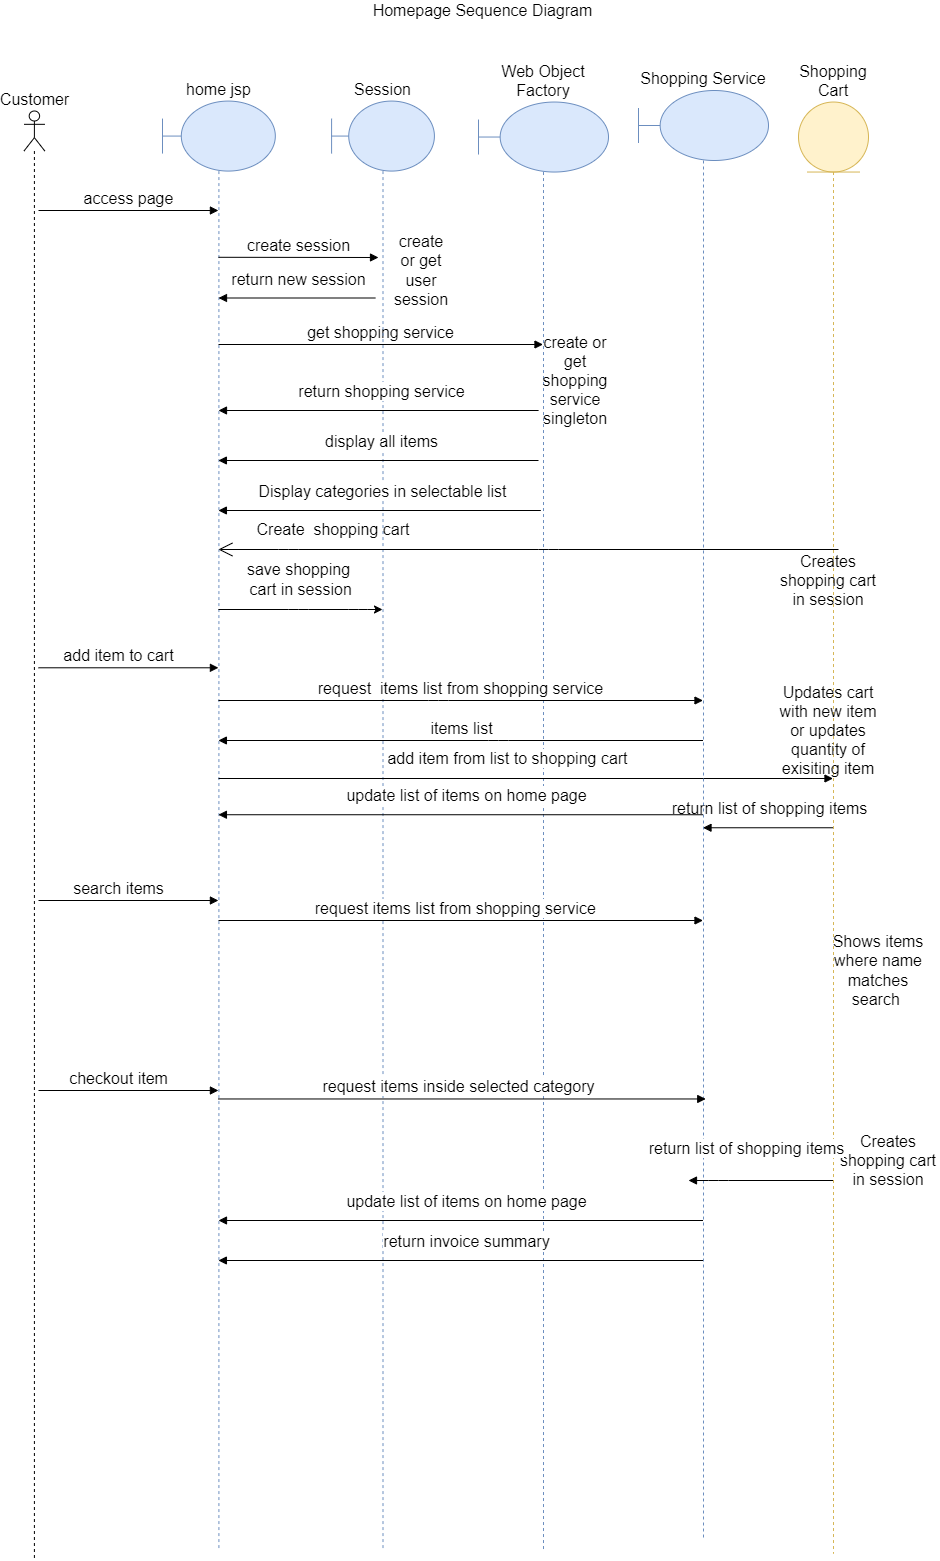 Homepage Sequence Diagram
Customer
home jsp
Session
Web Object
Factory
Shopping Service
Shopping
Cart
access page
create session
return new session
create
or get
user
session
get shopping service
create or
get
shopping
service
singleton
return shopping service
display all items
Display categories in selectable list
Create shopping cart
Creates
shopping cart
in session
save shopping
cart in session
add item to cart
request items list from shopping service
Updates cart
with new item
or updates
quantity of
exisiting item
items list
add item from list to shopping cart
update list of items on home page
return list of shopping items
search items
request items list from shopping service
Shows items
where name
matches
search
checkout item
request items inside selected category
return list of shopping items
Creates
shopping cart
in session
update list of items on home page
return invoice summary